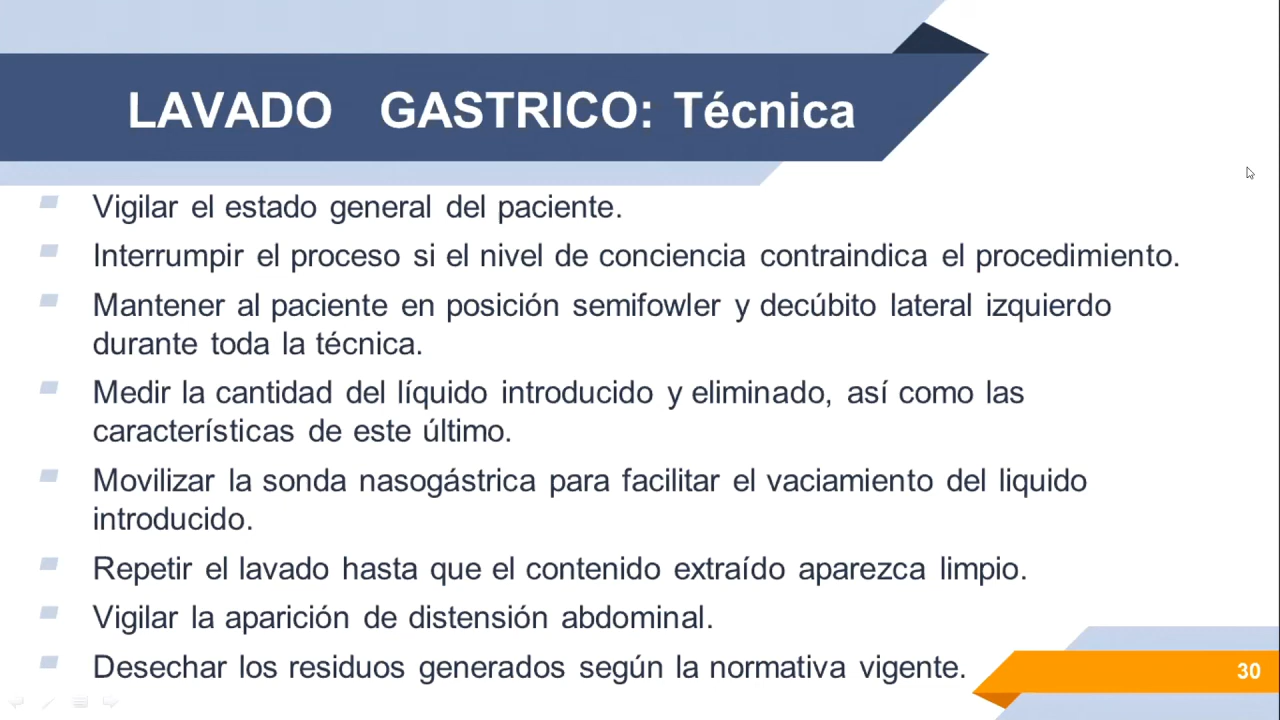 LAVADO GASTRICO: Técnica
Vigilar el estado general del paciente.
Interrumpir el proceso si el nivel de conciencia contraindica el procedimiento.
Mantener al paciente en posición semifowler y decúbito lateral izquierdo
durante toda la técnica.
Medir la cantidad del líquido introducido y eliminado, así como las
características de este último.
Movilizar la sonda nasogástrica para facilitar el vaciamiento del liquido
introducido.
Repetir el lavado hasta que el contenido extraído aparezca limpio.
Vigilar la aparición de distensión abdominal.
Desechar los residuos generados según la normativa vigente.
30